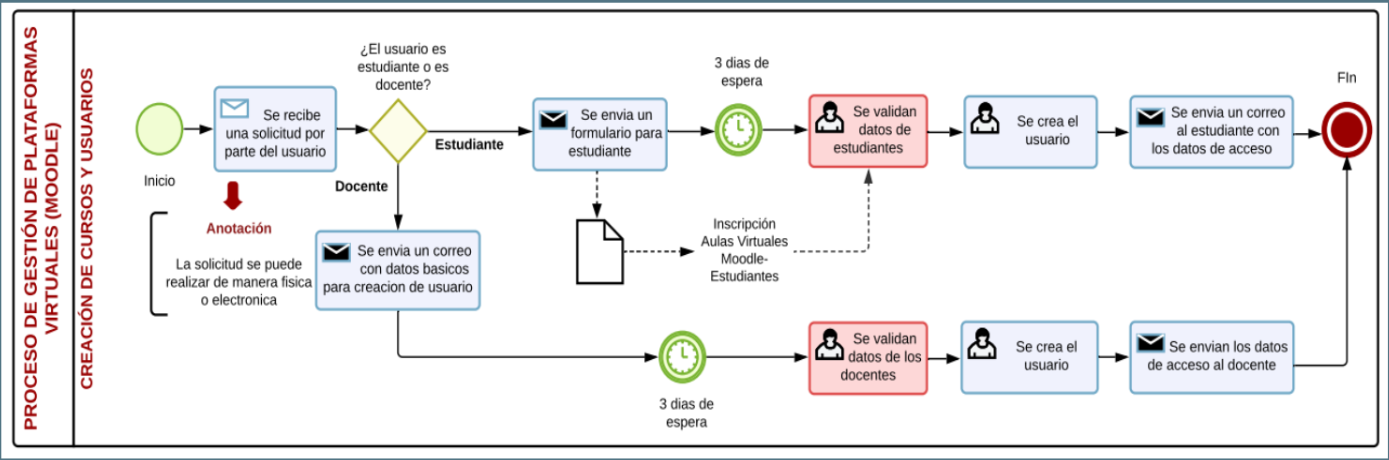 PROCESO DE GESTIÓN DE PLATAFORMAS
VIRTUALES (MOODLE)
CREACIÓN DE CURSOS Y USUARIOS
Inicio
Se recibe
una solicitud por
parte del usuario
Anotación
La solicitud se puede
realizar de manera fisica
o electronica
¿El usuario es
estudiante o es
docente?
Estudiante
Docente
Se envia un
formulario para
estudiante
3 dias de
espera
Se validan
datos de
estudiantes
Se crea el
usuario
Se envia un correo
al estudiante con
los datos de acceso
FIn
Inscripción
Aulas Virtuales
Moodle-
Estudiantes
Se envia un correo
con datos basicos
para creacion de usuario
3 dias de
espera
Se validan
datos de los
docentes
Se crea el
usuario
Se envian los datos
de acceso al docente